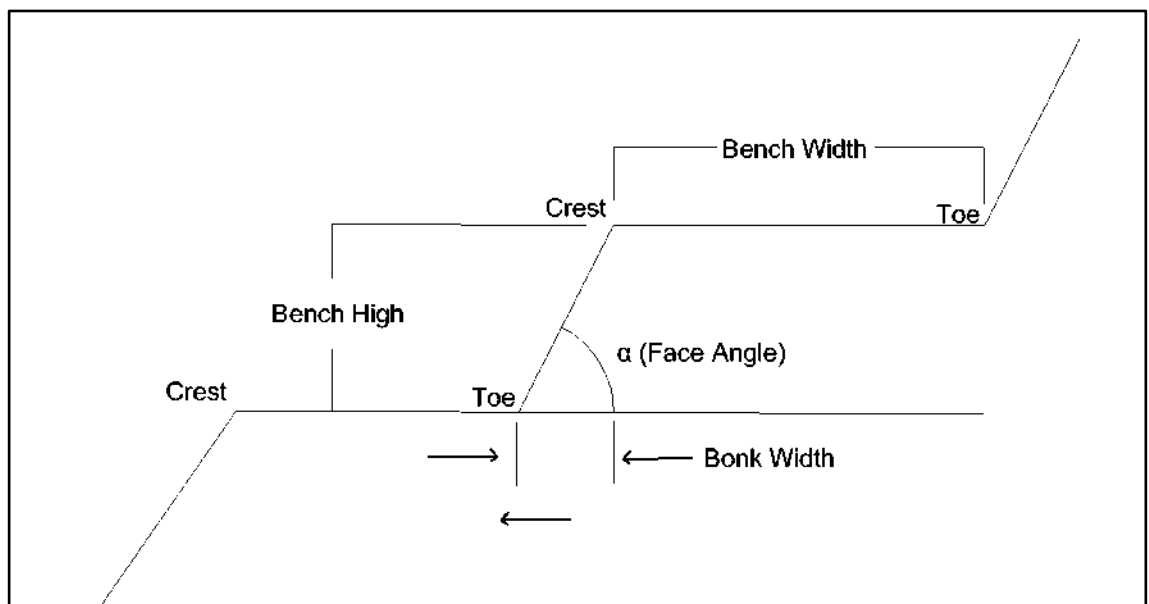 Bench Width
Crest
Toe
Bench High
α (Face Angle)
Crest
Toe
Bonk Width